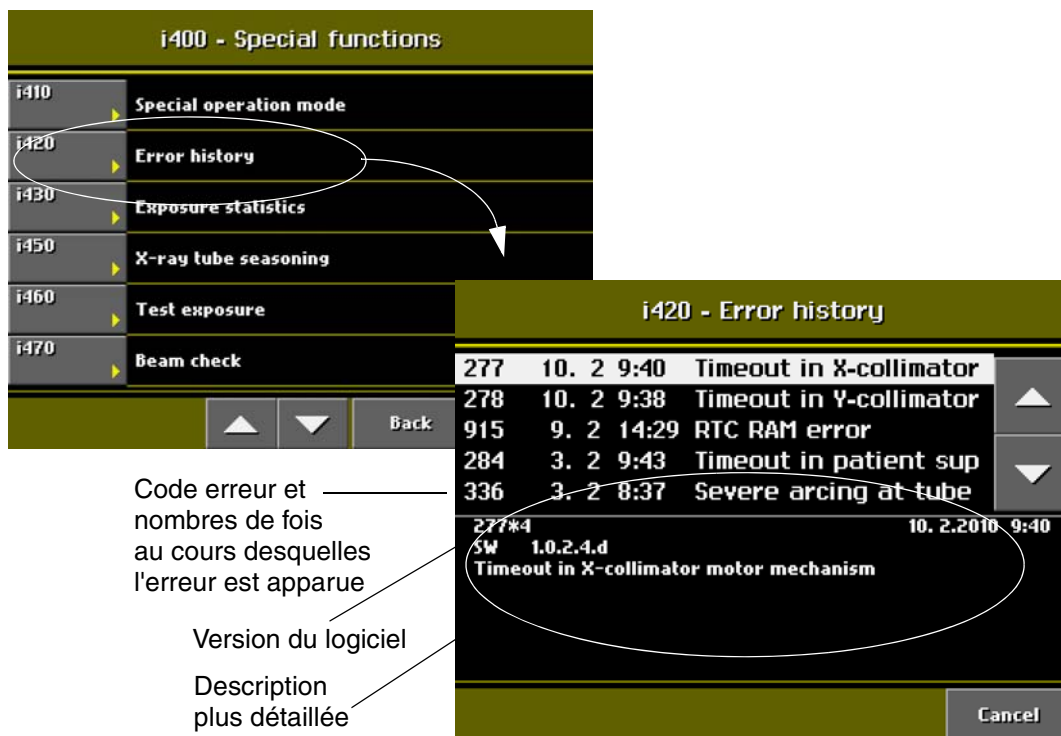 i400 - Special functions
i410
Special operation mode
i420
Error history
i430
Exposure statistics
i450
X-ray tube seasoning
i460
Test exposure
i470
Beam check
Back
i420 - Error history
277 10. 2 9:40 Timeout in X-collimator
278 10. 2 9:38 Timeout in Y-collimator
915 9. 2 14:29 RTC RAM error
284 3. 2 9:43 Timeout in patient sup
336 3. 2 8:37 Severe arcing at tube
277*4 10. 2.2010 9:40
SW 1.0.2.4.d
Timeout in X-collimator motor mechanism
Cancel
Code erreur et
nombres de fois
au cours desquelles
l'erreur est apparue
Version du logiciel
Description
plus détaillée